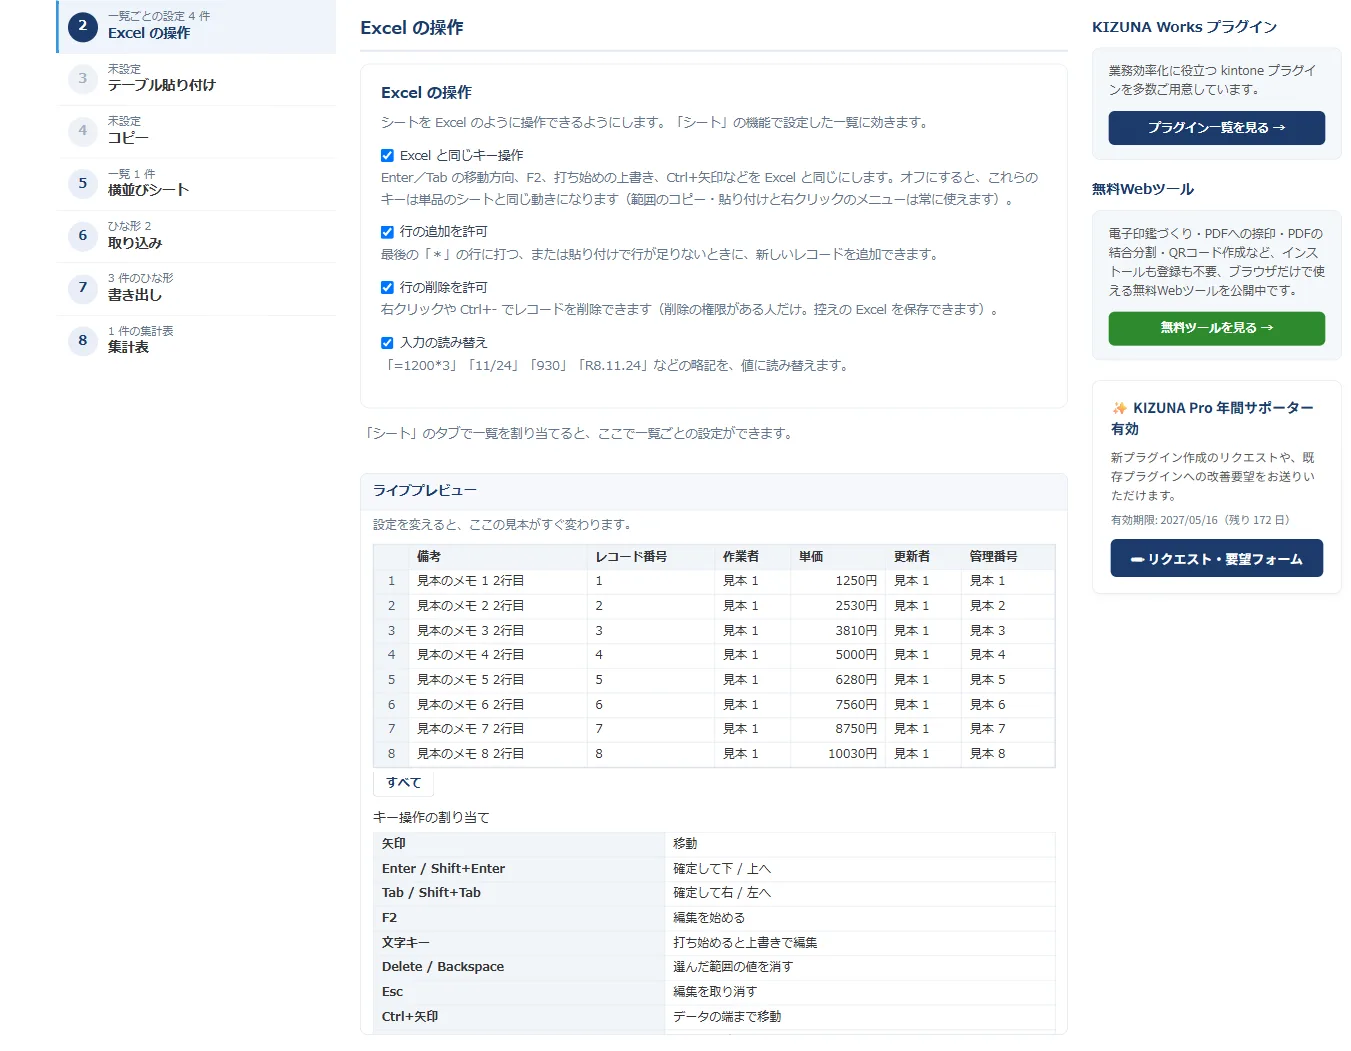 2
一覧ごとの設定 4 件
Excel の操作
3
未設定
テーブル貼り付け
4
未設定
コピー
5
一覧 1 件
横並びシート
6
ひな形 2
取り込み
7
3 件のひな形
書き出し
8
1 件の集計表
集計表
Excel の操作
Excel の操作
シートを Excel のように操作できるようにします。「シート」の機能で設定した一覧に効きます。
Excel と同じキー操作
Enter／Tab の移動方向、F2、打ち始めの上書き、Ctrl+矢印などを Excel と同じにします。オフにすると、これらの
キーは単品のシートと同じ動きになります（範囲のコピー・貼り付けと右クリックのメニューは常に使えます）。
行の追加を許可
最後の「＊」の行に打つ、または貼り付けで行が足りないときに、新しいレコードを追加できます。
行の削除を許可
右クリックや Ctrl+- でレコードを削除できます（削除の権限がある人だけ。控えの Excel を保存できます）。
入力の読み替え
「=1200*3」「11/24」「930」「R8.11.24」などの略記を、値に読み替えます。
「シート」のタブで一覧を割り当てると、ここで一覧ごとの設定ができます。
ライブプレビュー
設定を変えると、ここの見本がすぐ変わります。
備考 レコード番号 作業者 単価 更新者 管理番号
1 見本のメモ 1 2行目 1 見本 1 1250円 見本 1 見本 1
2 見本のメモ 2 2行目 2 見本 1 2530円 見本 1 見本 2
3 見本のメモ 3 2行目 3 見本 1 3810円 見本 1 見本 3
4 見本のメモ 4 2行目 4 見本 1 5000円 見本 1 見本 4
5 見本のメモ 5 2行目 5 見本 1 6280円 見本 1 見本 5
6 見本のメモ 6 2行目 6 見本 1 7560円 見本 1 見本 6
7 見本のメモ 7 2行目 7 見本 1 8750円 見本 1 見本 7
8 見本のメモ 8 2行目 8 見本 1 10030円 見本 1 見本 8
すべて
キー操作の割り当て
矢印 移動
Enter / Shift+Enter 確定して下 / 上へ
Tab / Shift+Tab 確定して右 / 左へ
F2 編集を始める
文字キー 打ち始めると上書きで編集
Delete / Backspace 選んだ範囲の値を消す
Esc 編集を取り消す
Ctrl+矢印 データの端まで移動
KIZUNA Works プラグイン
業務効率化に役立つ kintone プラグイ
ンを多数ご用意しています。
プラグイン一覧を見る →
無料Webツール
電子印鑑づくり・PDFへの捺印・PDFの
結合分割・QRコード作成など、インス
トールも登録も不要、ブラウザだけで使
える無料Webツールを公開中です。
無料ツールを見る →
✨ KIZUNA Pro 年間サポーター
有効
新プラグイン作成のリクエストや、既
存プラグインへの改善要望をお送りい
ただけます。
有効期限: 2027/05/16（残り 172 日）
リクエスト・要望フォーム